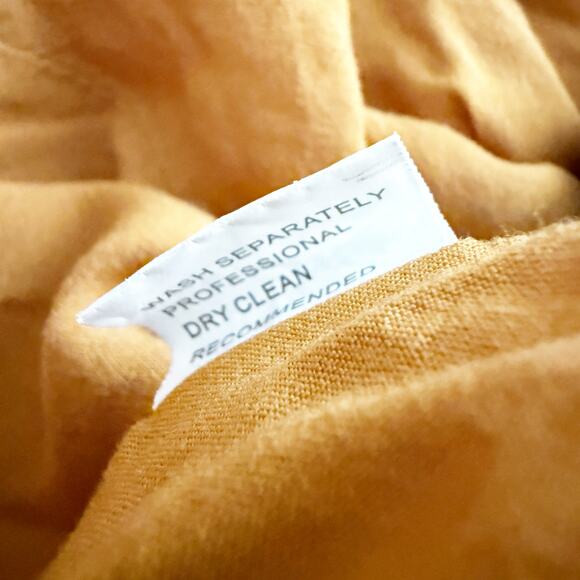 WASH SEPARATELY
PROFESSIONAL
DRY CLEAN
RECOMMENDED